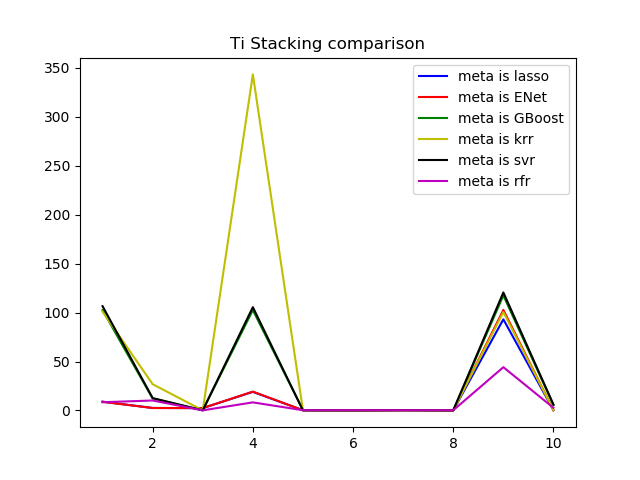 Ti Stacking comparison
350
300
250
200
150
100
50
0
2
4
6
8
10
meta is lasso
meta is ENet
meta is GBoost
meta is krr
meta is svr
meta is rfr